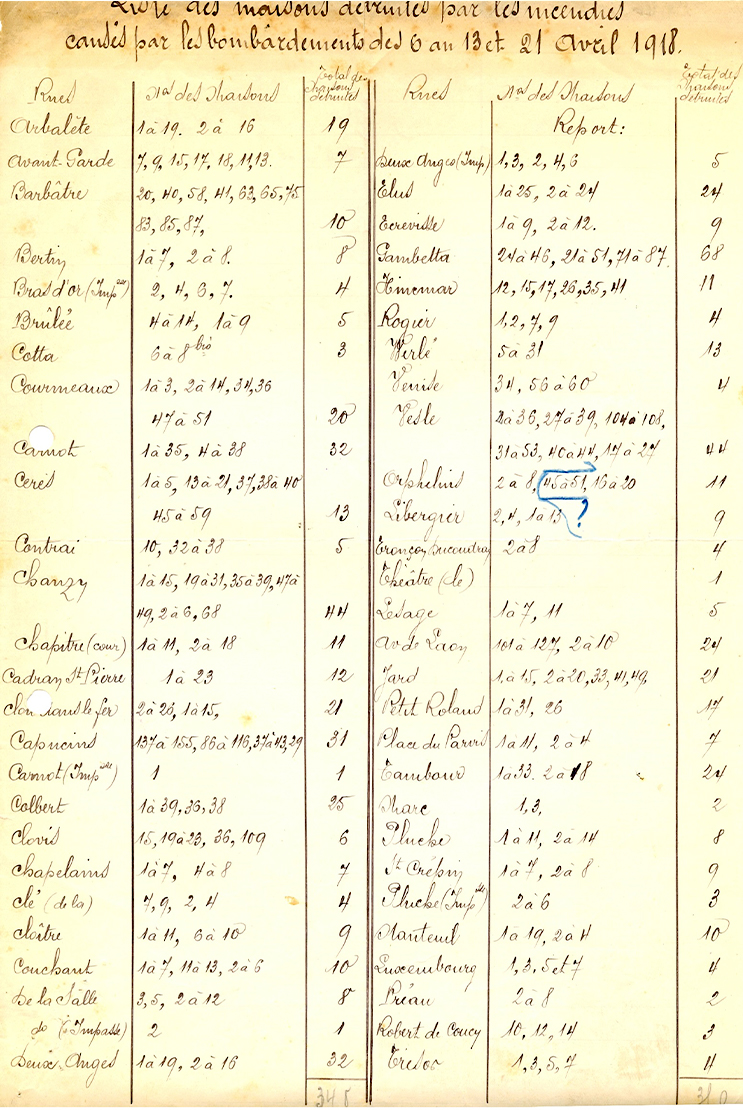 Liste des maisons détruites par les incendies
causés par les bombârdements des 6 au 13 et 21 Avril 1918.
Rues Nos des Maisons Total des maisons détruites
Arbalète 1 à 19. 2 à 16 19
Avant-Garde 7, 9, 15, 17, 18, 11, 13. 7
Barbâtre 20, 40, 58, 41, 63, 65, 75
83, 85, 87, 10
Bertin 1 à 7, 2 à 8. 8
Bras d'or (Impsse) 2, 4, 6, 7. 4
Brûlée 4 à 14, 1 à 9 5
Cotta 6 à 8 bis 3
Courmeaux 1 à 3, 2 à 14, 34, 36
47 à 51 20
Carnot 1 à 35, 4 à 38 32
Cerés 1 à 5, 13 à 21, 37, 38 à 40
45 à 59 13
Contrai 10, 32 à 38 5
Chanzy 1 à 15, 19 à 31, 35 à 39, 47 à
49, 2 à 6, 68 44
Chapitre (cour) 1 à 11, 2 à 18 11
Cadran St Pierre 1 à 23 12
dans le fer 2 à 26, 1 à 15, 21
Capucins 137 à 155, 86 à 116, 37 à 43, 29 31
Carnot (Impsse) 1 1
Colbert 1 à 39, 36, 38 25
Clovis 15, 19 à 23, 36, 109 6
Chapelains 1 à 7, 4 à 8 7
Clé (de la) 7, 9, 2, 4 4
Cloître 1 à 11, 6 à 10 9
Couchant 1 à 7, 11 à 13, 2 à 6 10
De la Salle 3, 5, 2 à 12 8
do (Impasse) 2 1
Deux Anges 1 à 19, 2 à 16 32
Rues Nos des Maisons Total des maisons détruites
Report:
Deux Anges (Imp) 1, 3, 2, 4, 6 5
Elus 1 à 25, 2 à 24 24
Ecrevisse 1 à 9, 2 à 12. 9
Gambetta 24 à 46, 21 à 51, 71 à 87. 68
Hincmar 12, 15, 17, 26, 35, 41 11
Rogier 1, 2, 7, 9 4
Werlé 5 à 31 13
Venise 34, 56 à 60 4
Vesle 2 à 36, 27 à 39, 104 à 108,
31 à 53, 40 à 44, 17 à 27 44
Orphelins 2 à 8, 45 à 51, 16 à 20 11
Libergier 2, 4, 1 à 13 ? 9
Tronçon Ducoudray 2 à 8 4
Théâtre (le) 1
Lesage 1 à 7, 11 5
Av de Laon 101 à 127, 2 à 10 24
Jard 1 à 15, 2 à 20, 33, 41, 49, 21
Petit Roland 1 à 31, 26 17
Place du Parvis 1 à 11, 2 à 4 7
Tambour 1 à 33. 2 à 18 24
Marc 1, 3, 2
Pluche 1 à 11, 2 à 14 8
St Crépin 1 à 7, 2 à 8 9
Pluche (Impsse) 2 à 6 3
Nanteuil 1 à 19, 2 à 4 10
Luxembourg 1, 3, 5 et 7 4
Préau 2 à 8 2
Robert de Coucy 10, 12, 14 3
Trésor 1, 3, 5, 7 4